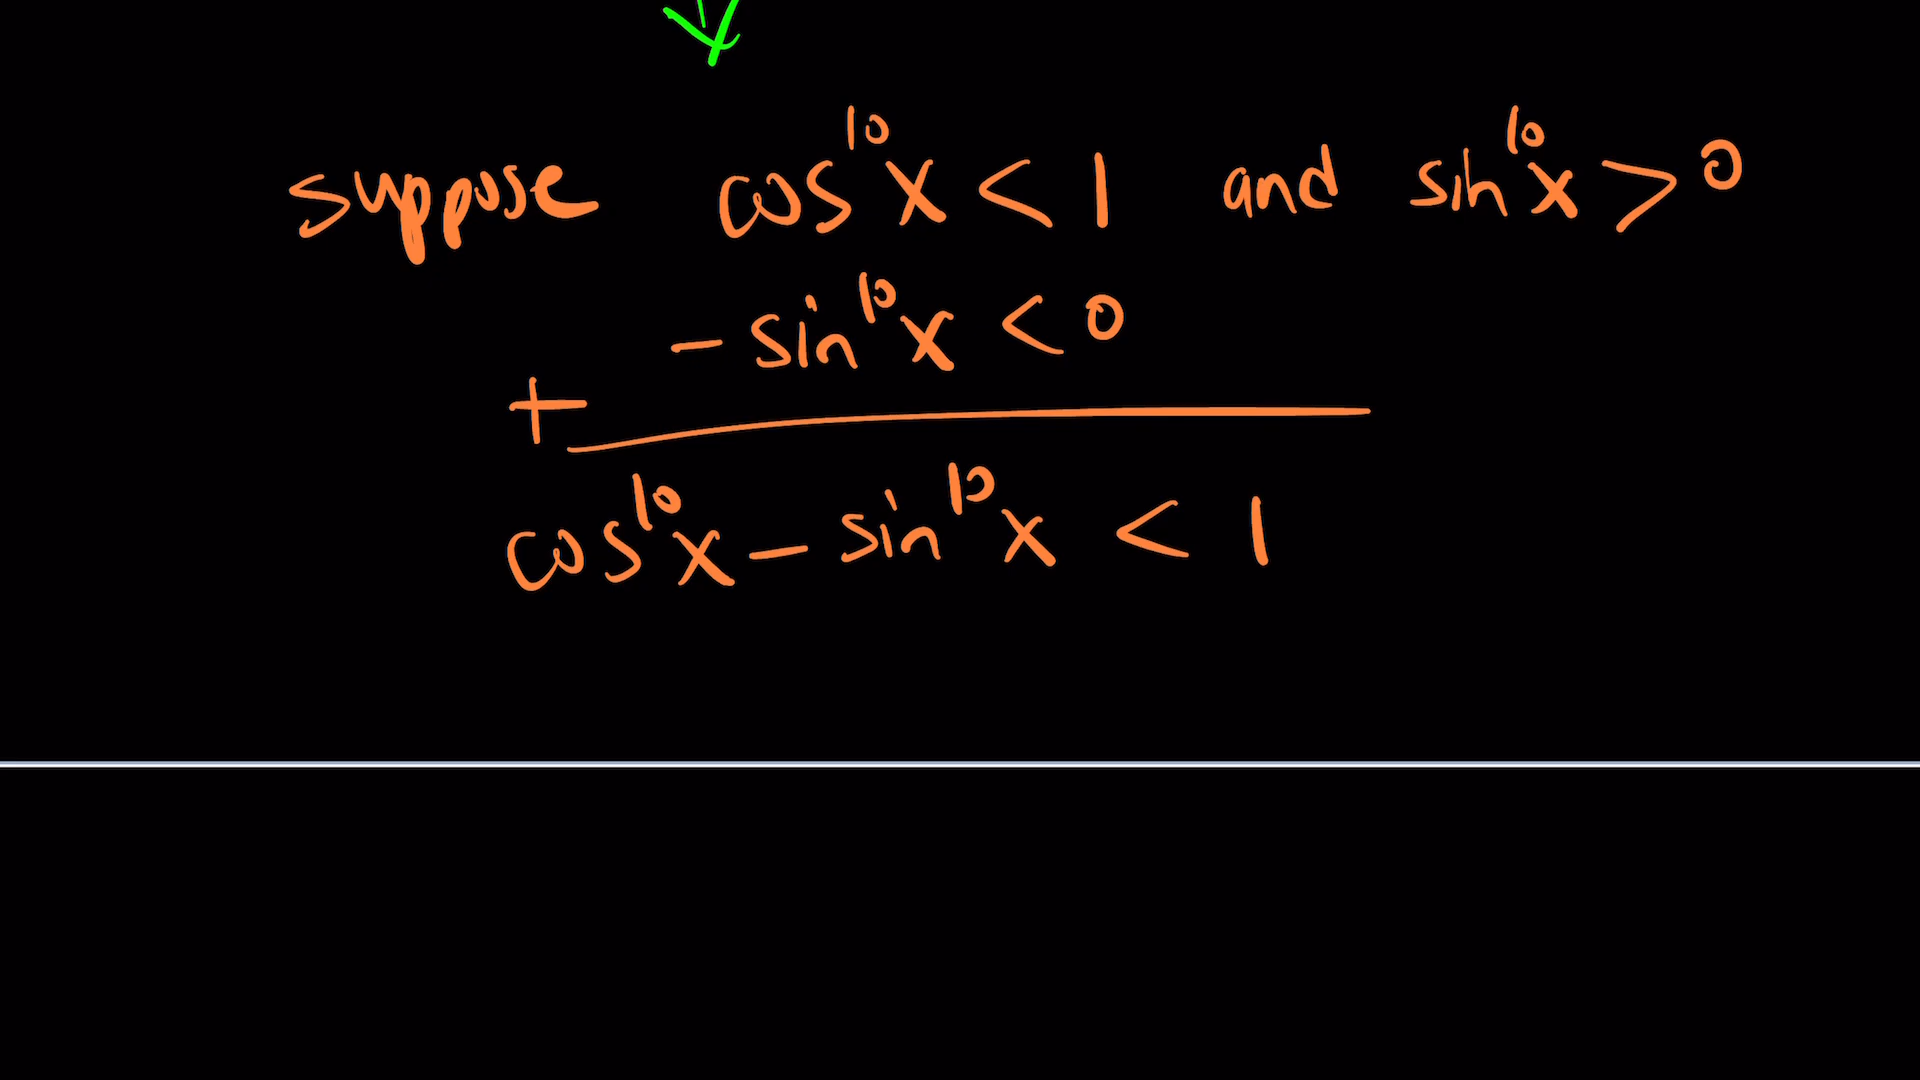 suppose cos¹⁰x < 1 and sin¹⁰x > 0
- sin¹⁰x < 0
+
cos¹⁰x - sin¹⁰x < 1